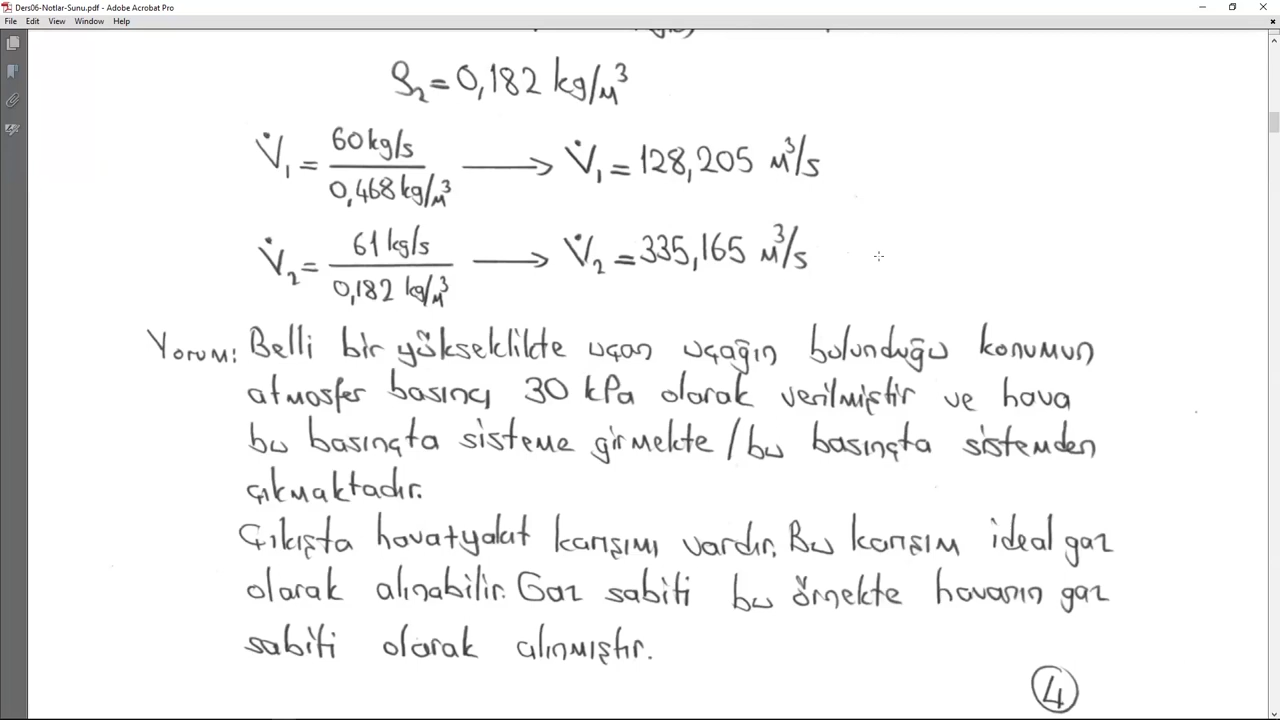 Ders06-Notlar-Sunu.pdf - Adobe Acrobat Pro
File Edit View Window Help
ρ₂ = 0,182 kg/m³
V̇₁ = 60 kg/s / 0,468 kg/m³ → V̇₁ = 128,205 m³/s
V̇₂ = 61 kg/s / 0,182 kg/m³ → V̇₂ = 335,165 m³/s
Yorum: Belli bir yükseklikte uçan uçağın bulunduğu konumun
atmosfer basıncı 30 kPa olarak verilmiştir ve hava
bu basınçta sisteme girmekte / bu basınçta sistemden
çıkmaktadır.
Çıkışta hava+yakıt karışımı vardır. Bu karışım ideal gaz
olarak alınabilir. Gaz sabiti bu örnekte havanın gaz
sabiti olarak alınmıştır.
4